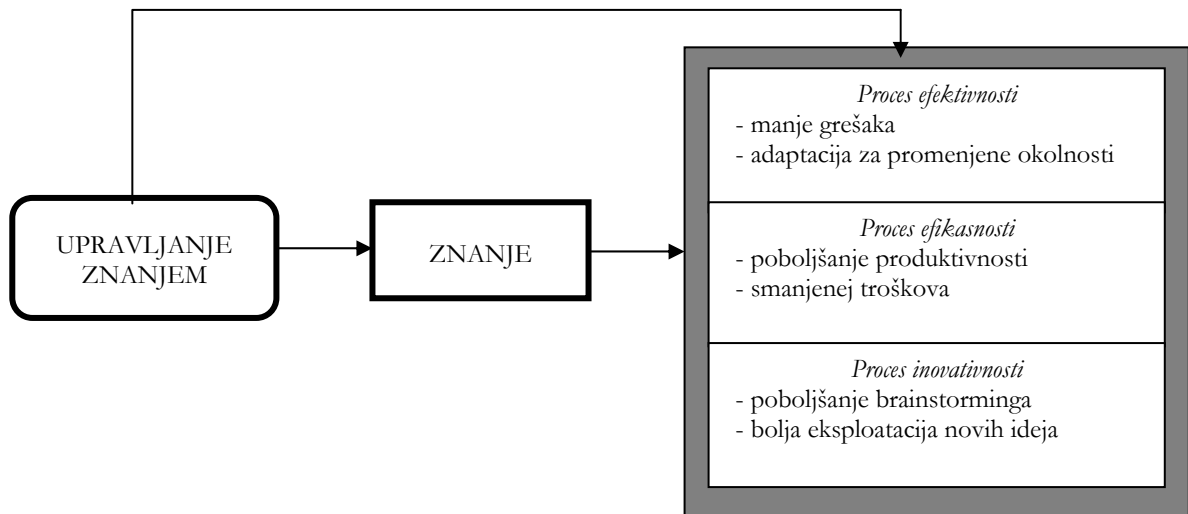 UPRAVLJANJE
ZNANJEM
ZNANJE
Proces efektivnosti
- manje grešaka
- adaptacija za promenjene okolnosti
Proces efikasnosti
- poboljšanje produktivnosti
- smanjenej troškova
Proces inovativnosti
- poboljšanje brainstorminga
- bolja eksploatacija novih ideja